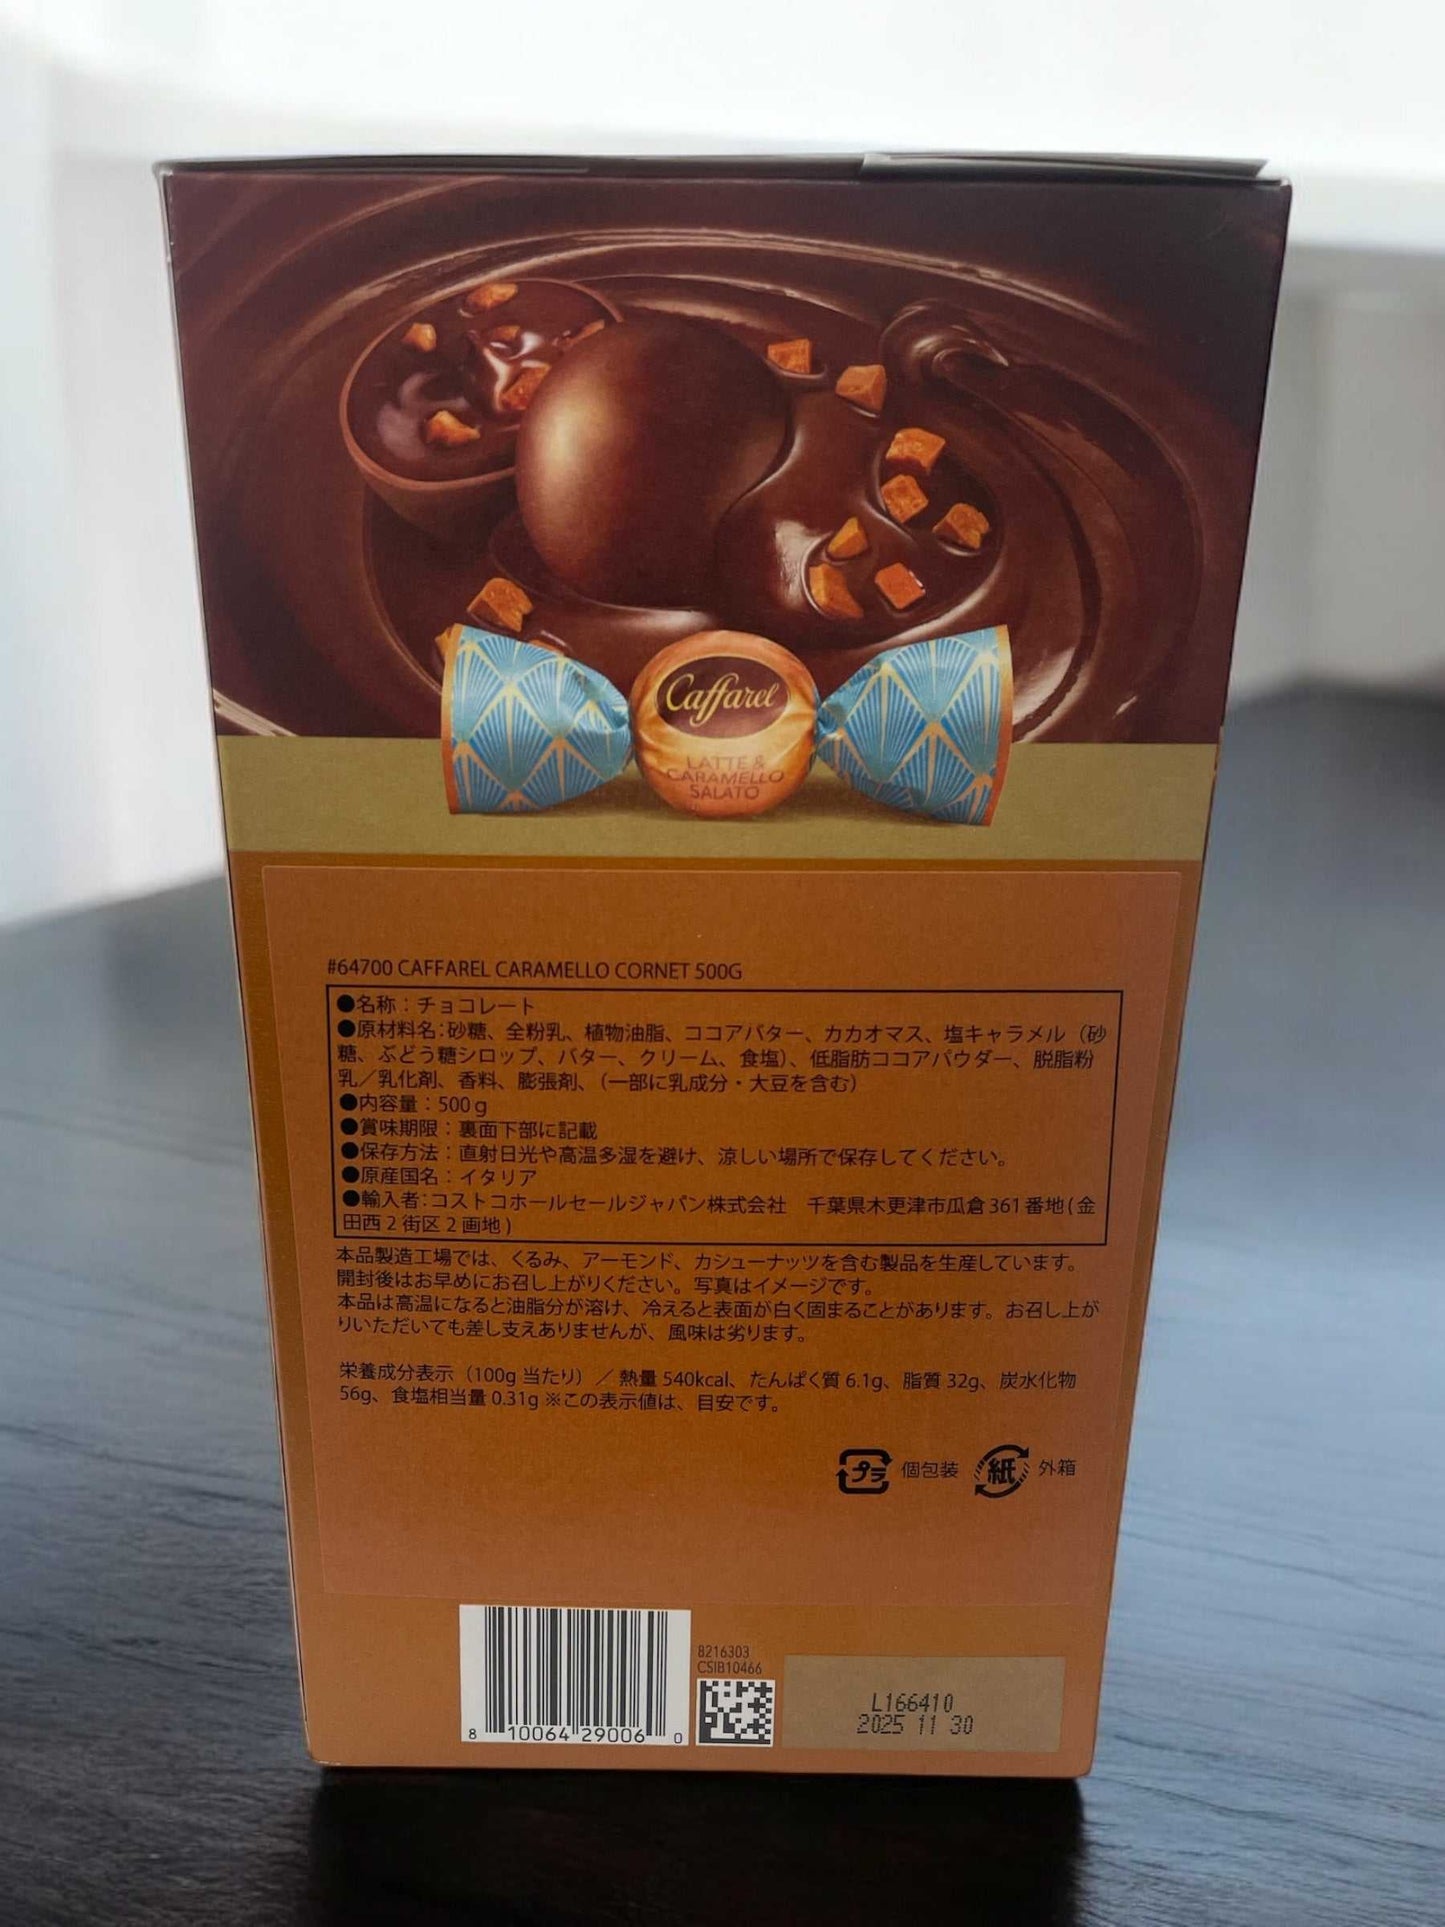 Caffarel
LATTE &
CARAMELLO
SALATO
#64700 CAFFAREL CARAMELLO CORNET 500G
●名称：チョコレート
●原材料名：砂糖、全粉乳、植物油脂、ココアバター、カカオマス、塩キャラメル（砂
糖、ぶどう糖シロップ、バター、クリーム、食塩）、低脂肪ココアパウダー、脱脂粉
乳／乳化剤、香料、膨張剤、（一部に乳成分・大豆を含む）
●内容量：500g
●賞味期限：裏面下部に記載
●保存方法：直射日光や高温多湿を避け、涼しい場所で保存してください。
●原産国名：イタリア
●輸入者：コストコホールセールジャパン株式会社　千葉県木更津市瓜倉361番地(金
田西2街区2画地)
本品製造工場では、くるみ、アーモンド、カシューナッツを含む製品を生産しています。
開封後はお早めにお召し上がりください。写真はイメージです。
本品は高温になると油脂分が溶け、冷えると表面が白く固まることがあります。お召し上が
りいただいても差し支えありませんが、風味は劣ります。
栄養成分表示（100g当たり）／熱量540kcal、たんぱく質6.1g、脂質32g、炭水化物
56g、食塩相当量0.31g ※この表示値は、目安です。
プラ 個包装 紙 外箱
8216303
CSIB10466
L166410
2025 11 30
8 10064 29006 0